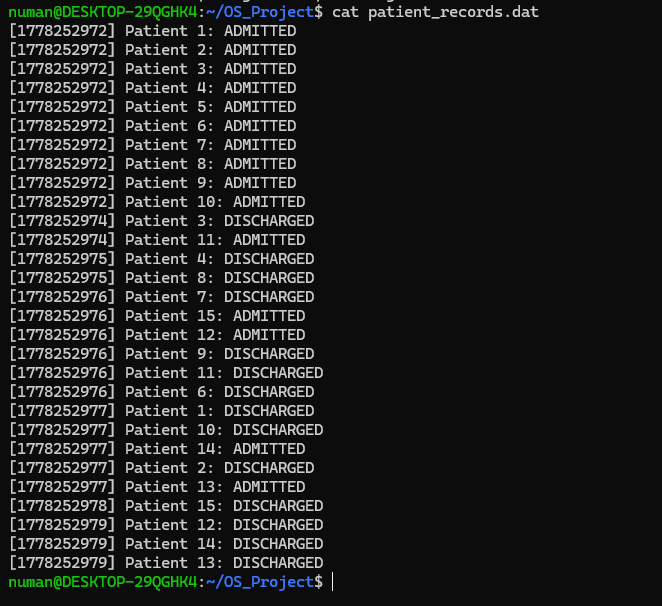 numan@DESKTOP-29QGHK4:~/OS_Project$ cat patient_records.dat
[1778252972] Patient 1: ADMITTED
[1778252972] Patient 2: ADMITTED
[1778252972] Patient 3: ADMITTED
[1778252972] Patient 4: ADMITTED
[1778252972] Patient 5: ADMITTED
[1778252972] Patient 6: ADMITTED
[1778252972] Patient 7: ADMITTED
[1778252972] Patient 8: ADMITTED
[1778252972] Patient 9: ADMITTED
[1778252972] Patient 10: ADMITTED
[1778252974] Patient 3: DISCHARGED
[1778252974] Patient 11: ADMITTED
[1778252975] Patient 4: DISCHARGED
[1778252975] Patient 8: DISCHARGED
[1778252976] Patient 7: DISCHARGED
[1778252976] Patient 15: ADMITTED
[1778252976] Patient 12: ADMITTED
[1778252976] Patient 9: DISCHARGED
[1778252976] Patient 11: DISCHARGED
[1778252976] Patient 6: DISCHARGED
[1778252977] Patient 1: DISCHARGED
[1778252977] Patient 10: DISCHARGED
[1778252977] Patient 14: ADMITTED
[1778252977] Patient 2: DISCHARGED
[1778252977] Patient 13: ADMITTED
[1778252978] Patient 15: DISCHARGED
[1778252979] Patient 12: DISCHARGED
[1778252979] Patient 14: DISCHARGED
[1778252979] Patient 13: DISCHARGED
numan@DESKTOP-29QGHK4:~/OS_Project$